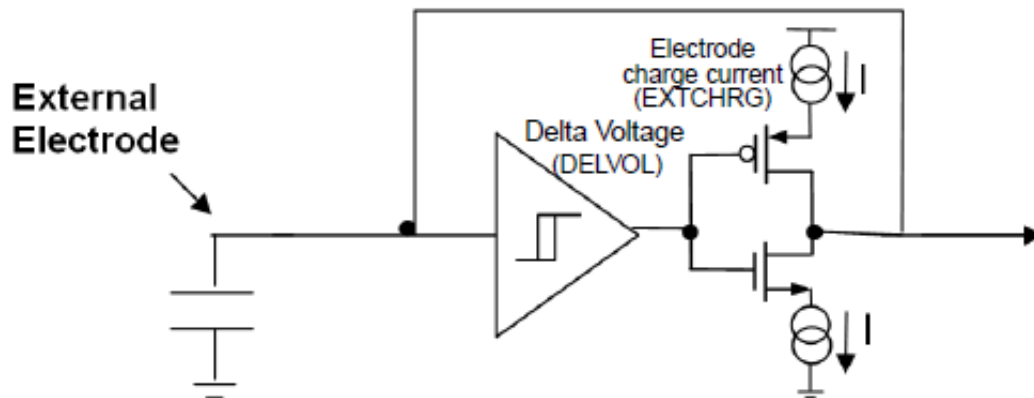 External
Electrode
Electrode
charge current
(EXTCHRG)
I
Delta Voltage
(DELVOL)
I